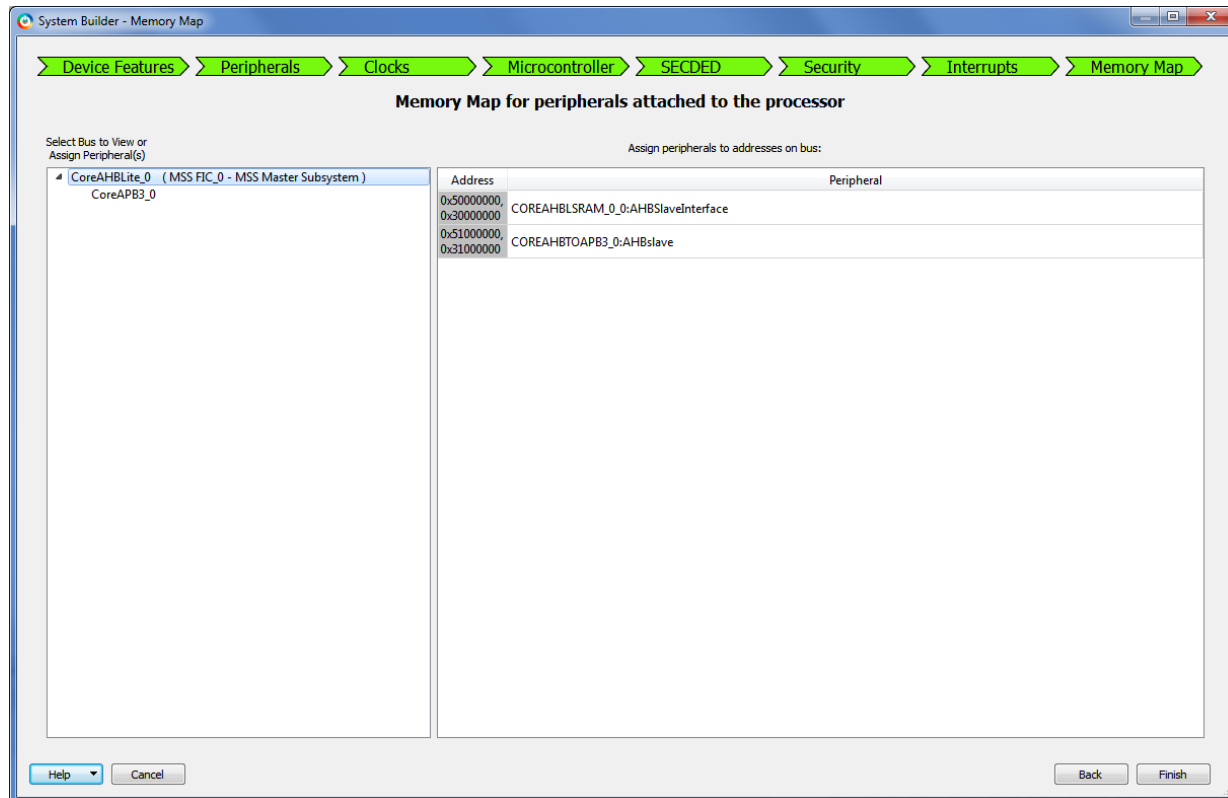 System Builder - Memory Map
Device Features
Peripherals
Clocks
Microcontroller
SECDED
Security
Interrupts
Memory Map
Memory Map for peripherals attached to the processor
Select Bus to View or
Assign Peripheral(s)
Assign peripherals to addresses on bus:
CoreAHBLite_0 ( MSS FIC_0 - MSS Master Subsystem )
CoreAPB3_0
Address
Peripheral
0x50000000,
0x30000000
COREAHBLSRAM_0_0:AHBSlaveInterface
0x51000000,
0x31000000
COREAHBTOAPB3_0:AHBslave
Help
Cancel
Back
Finish